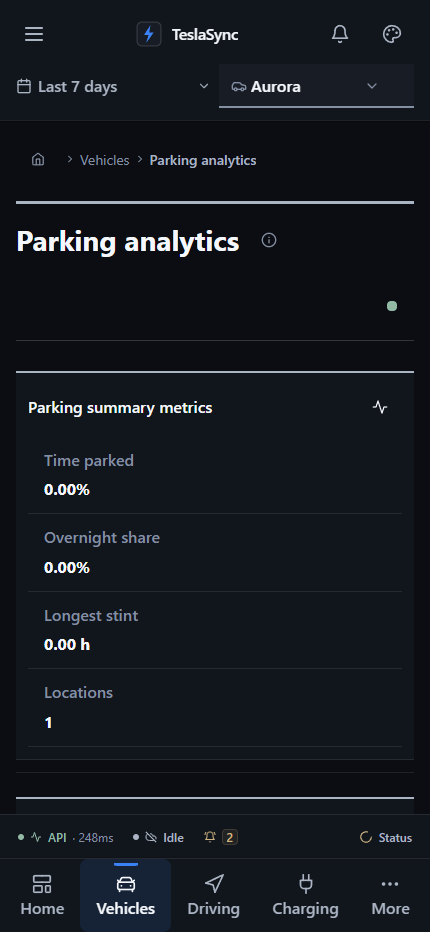 TeslaSync
Last 7 days
Aurora
Vehicles
Parking analytics
Parking analytics
Parking summary metrics
Time parked
0.00%
Overnight share
0.00%
Longest stint
0.00 h
Locations
1
API · 248ms
Idle
2
Status
Home
Vehicles
Driving
Charging
More